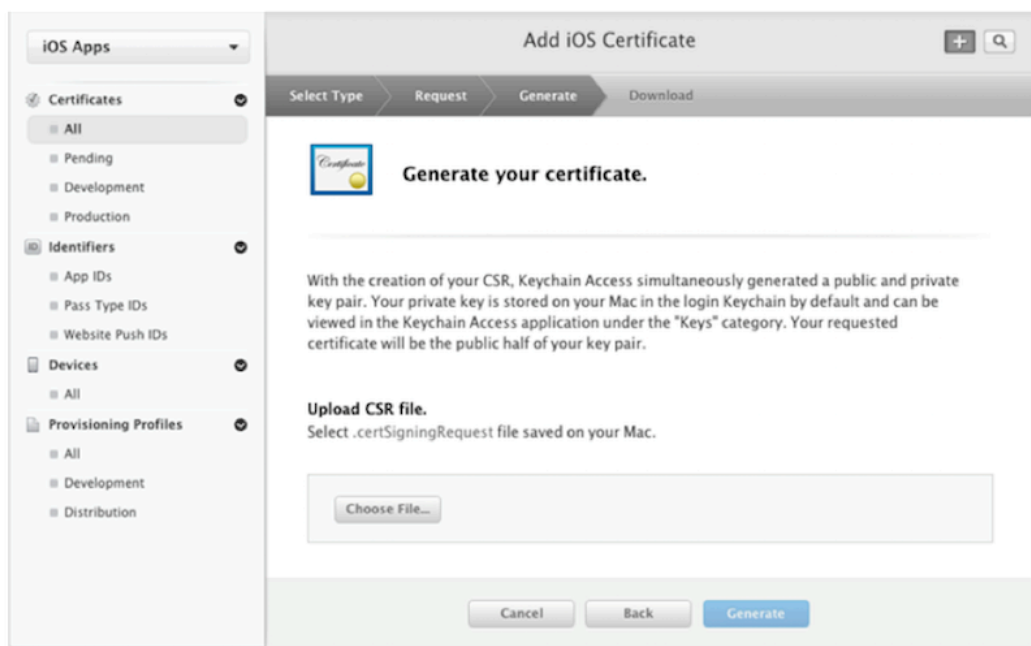 iOS Apps
Add iOS Certificate
Select Type
Request
Generate
Download
Certificates
All
Pending
Development
Production
Identifiers
App IDs
Pass Type IDs
Website Push IDs
Devices
All
Provisioning Profiles
All
Development
Distribution
Certificate
Generate your certificate.
With the creation of your CSR, Keychain Access simultaneously generated a public and private
key pair. Your private key is stored on your Mac in the login Keychain by default and can be
viewed in the Keychain Access application under the "Keys" category. Your requested
certificate will be the public half of your key pair.
Upload CSR file.
Select .certSigningRequest file saved on your Mac.
Choose File...
Cancel
Back
Generate